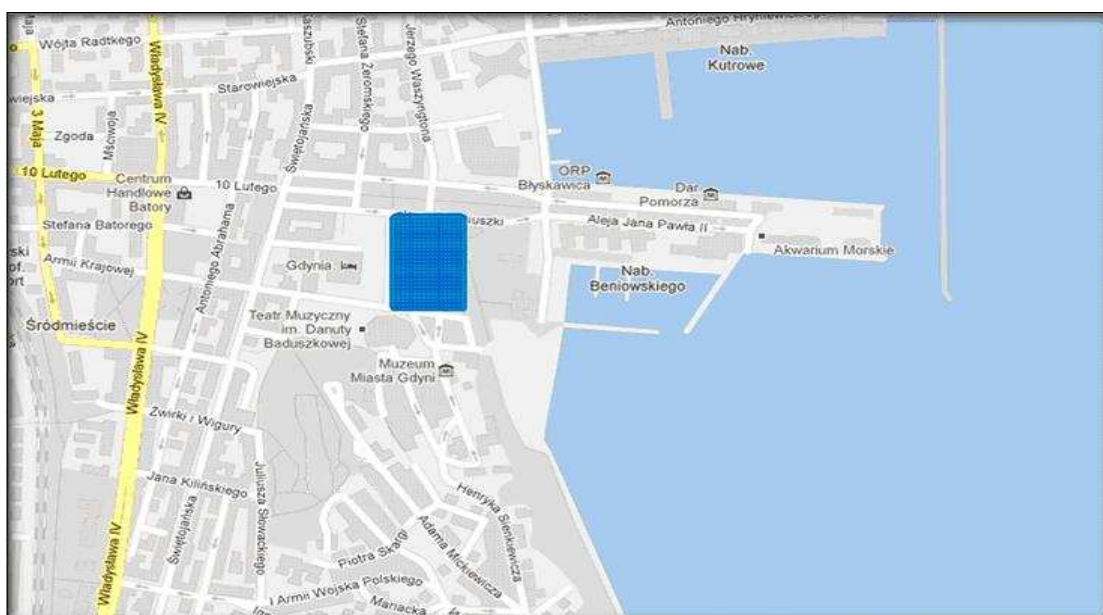 Wójta Radtkego
Starowiejska
wiejska
3 Maja
Zgoda
Mściwoja
Władysława IV
Świętojańska
Stefana Żeromskiego
Jerzego Waszyngtona
Nab.
Kutrowe
10 Lutego
Centrum
Handlowe
Batory
10 Lutego
ORP
Błyskawica
Dar
Pomorza
Aleja Jana Pawła II
Akwarium Morskie
Stefana Batorego
Armii Krajowej
Antoniego Abrahama
Gdynia
Nab.
Beniowskiego
Śródmieście
Teatr Muzyczny
im. Danuty
Baduszkowej
Muzeum
Miasta Gdyni
Władysława IV
Władysława IV
Żwirki i Wigury
Jana Kilińskiego
Juliusza Słowackiego
Świętojańska
Henryka Sienkiewicza
Adama Mickiewicza
Piotra Skargi
I Armii Wojska Polskiego
Mariacka
Władysława IV